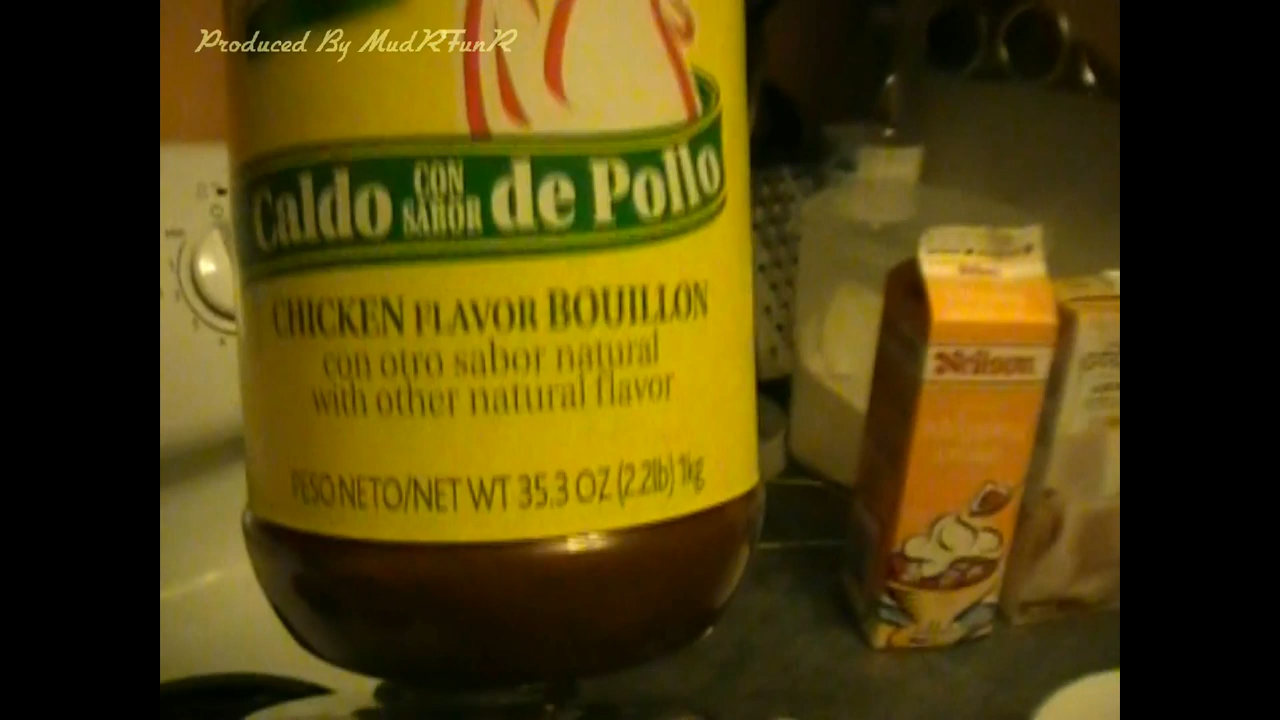 Produced By MudRFunR
Caldo CON SABOR de Pollo
CHICKEN FLAVOR BOUILLON
con otro sabor natural
with other natural flavor
PESO NETO/NET WT 35.3 OZ (2.2lb) 1kg
Neilson